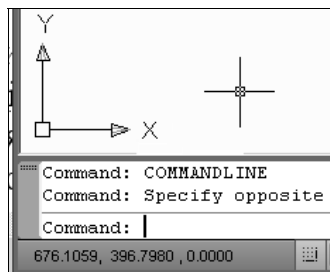 Y
X
Command: COMMANDLINE
Command: Specify opposite
Command:
676.1059, 396.7980 , 0.0000